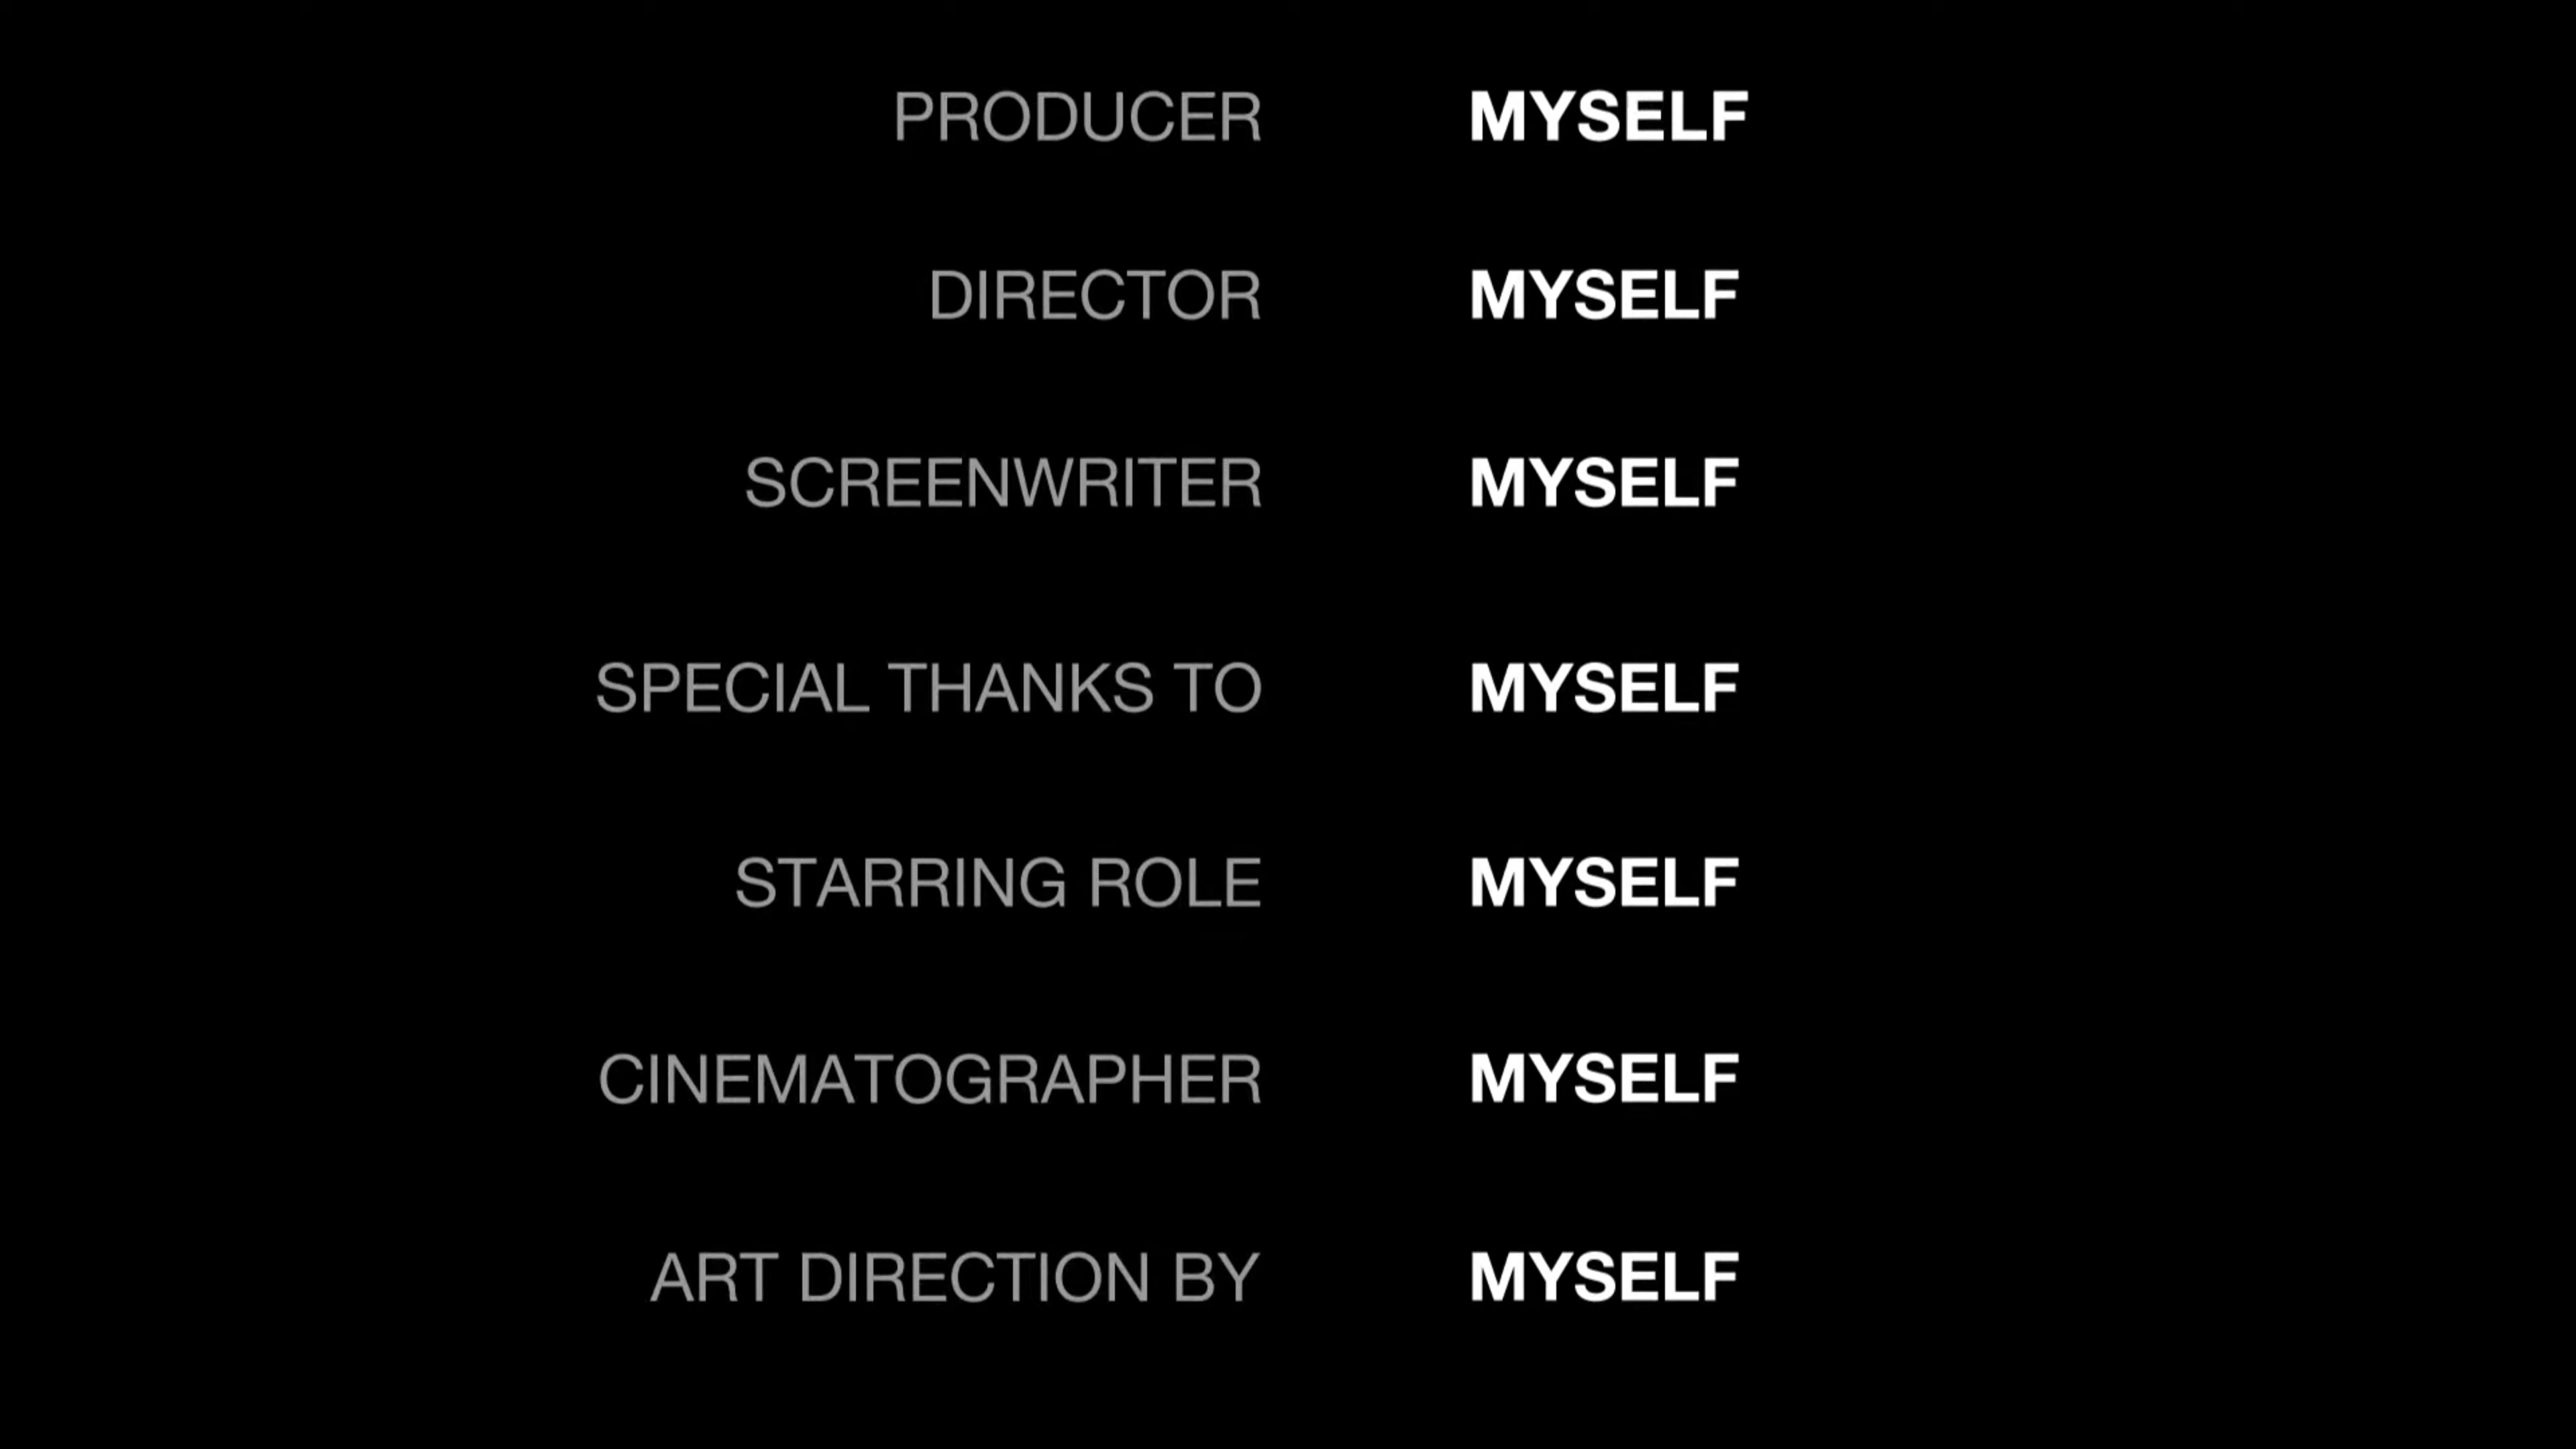 PRODUCER MYSELF
DIRECTOR MYSELF
SCREENWRITER MYSELF
SPECIAL THANKS TO MYSELF
STARRING ROLE MYSELF
CINEMATOGRAPHER MYSELF
ART DIRECTION BY MYSELF